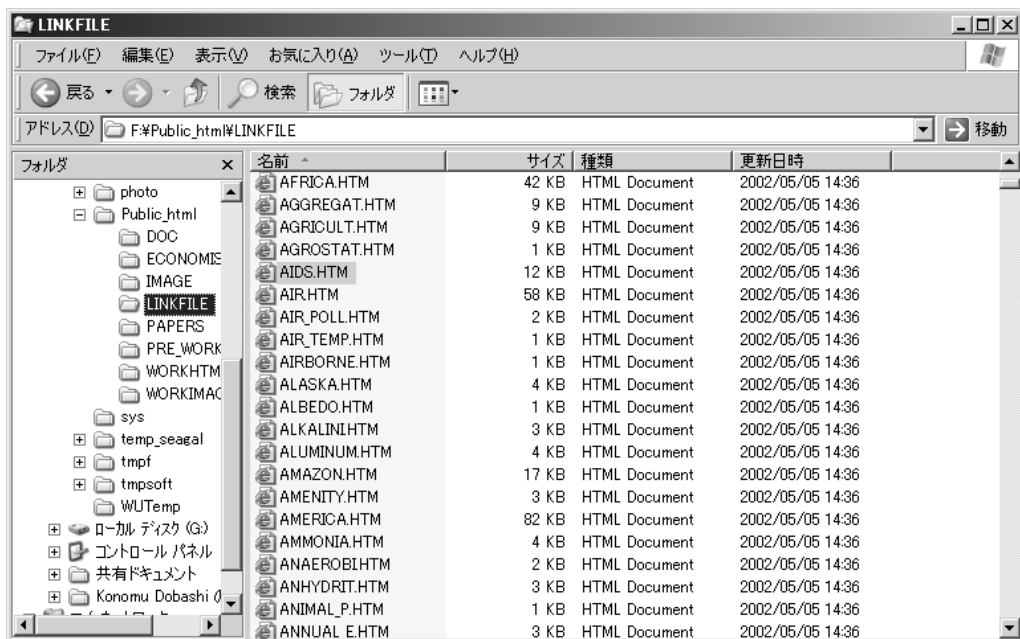 LINKFILE
ファイル(F) 編集(E) 表示(V) お気に入り(A) ツール(T) ヘルプ(H)
戻る 検索 フォルダ
アドレス(D) F:¥Public_html¥LINKFILE 移動
フォルダ ×
photo
Public_html
DOC
ECONOMIS
IMAGE
LINKFILE
PAPERS
PRE_WORK
WORKHTM
WORKIMAG
sys
temp_seagal
tmpf
tmpsoft
WUTemp
ローカル ディスク (G:)
コントロール パネル
共有ドキュメント
Konomu Dobashi の
名前 サイズ 種類 更新日時
AFRICA.HTM 42 KB HTML Document 2002/05/05 14:36
AGGREGAT.HTM 9 KB HTML Document 2002/05/05 14:36
AGRICULT.HTM 9 KB HTML Document 2002/05/05 14:36
AGROSTAT.HTM 1 KB HTML Document 2002/05/05 14:36
AIDS.HTM 12 KB HTML Document 2002/05/05 14:36
AIR.HTM 58 KB HTML Document 2002/05/05 14:36
AIR_POLL.HTM 2 KB HTML Document 2002/05/05 14:36
AIR_TEMP.HTM 1 KB HTML Document 2002/05/05 14:36
AIRBORNE.HTM 1 KB HTML Document 2002/05/05 14:36
ALASKA.HTM 4 KB HTML Document 2002/05/05 14:36
ALBEDO.HTM 1 KB HTML Document 2002/05/05 14:36
ALKALINI.HTM 3 KB HTML Document 2002/05/05 14:36
ALUMINUM.HTM 4 KB HTML Document 2002/05/05 14:36
AMAZON.HTM 17 KB HTML Document 2002/05/05 14:36
AMENITY.HTM 3 KB HTML Document 2002/05/05 14:36
AMERICA.HTM 82 KB HTML Document 2002/05/05 14:36
AMMONIA.HTM 4 KB HTML Document 2002/05/05 14:36
ANAEROBI.HTM 2 KB HTML Document 2002/05/05 14:36
ANHYDRIT.HTM 3 KB HTML Document 2002/05/05 14:36
ANIMAL_P.HTM 1 KB HTML Document 2002/05/05 14:36
ANNUAL_E.HTM 3 KB HTML Document 2002/05/05 14:36